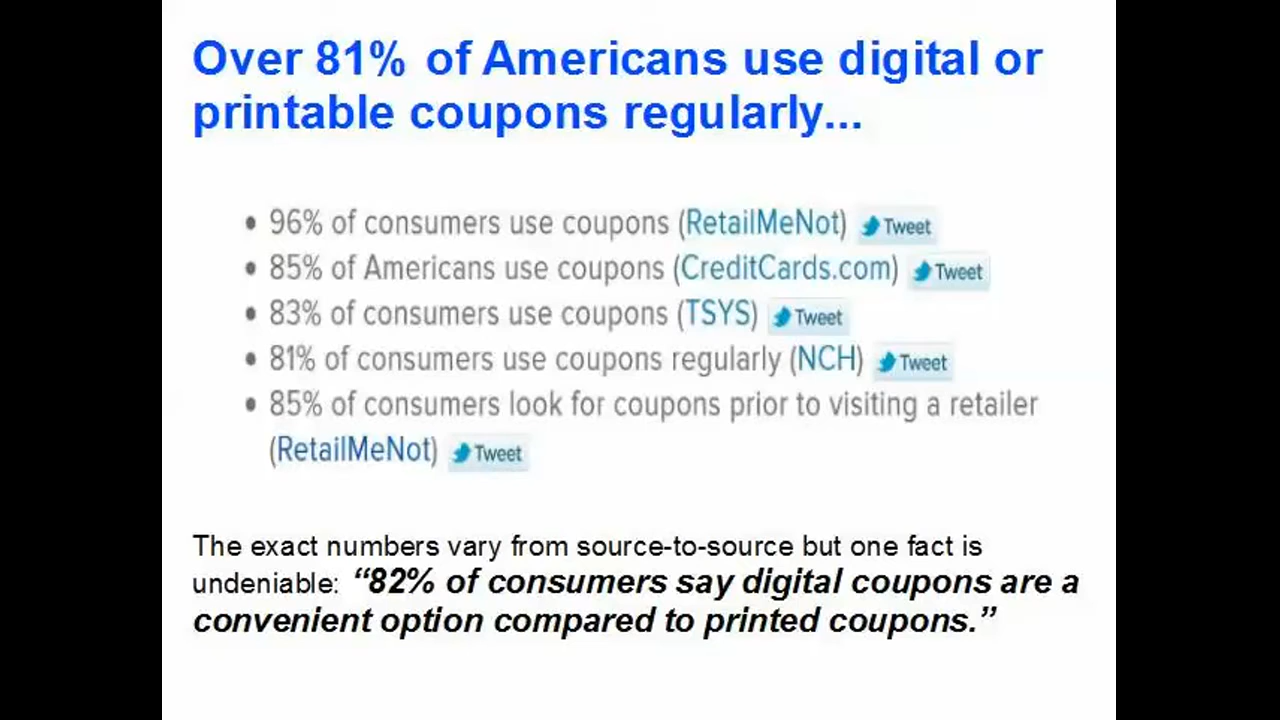 Over 81% of Americans use digital or
printable coupons regularly...
• 96% of consumers use coupons (RetailMeNot) Tweet
• 85% of Americans use coupons (CreditCards.com) Tweet
• 83% of consumers use coupons (TSYS) Tweet
• 81% of consumers use coupons regularly (NCH) Tweet
• 85% of consumers look for coupons prior to visiting a retailer
(RetailMeNot) Tweet
The exact numbers vary from source-to-source but one fact is
undeniable: “82% of consumers say digital coupons are a
convenient option compared to printed coupons.”